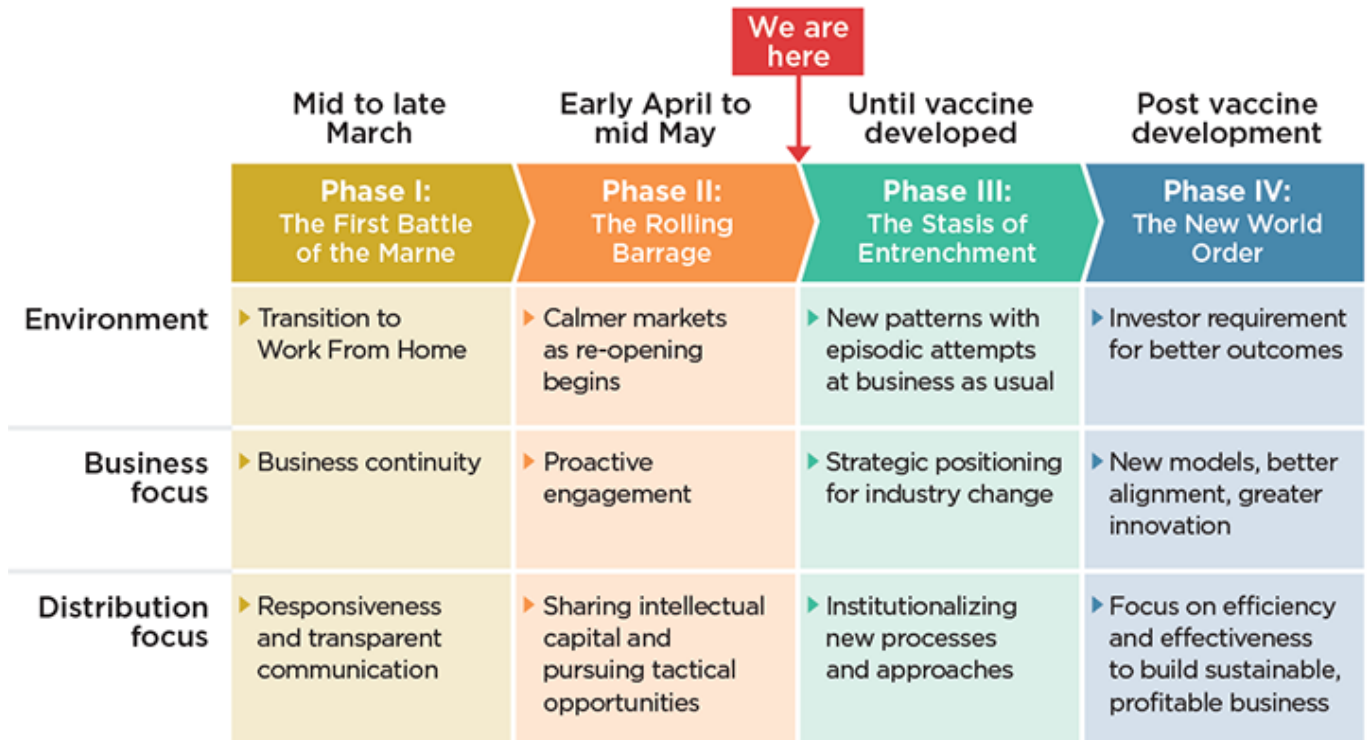 We are
here
Mid to late
March
Early April to
mid May
Until vaccine
developed
Post vaccine
development
Phase I:
The First Battle
of the Marne
Phase II:
The Rolling
Barrage
Phase III:
The Stasis of
Entrenchment
Phase IV:
The New World
Order
Environment
Transition to
Work From Home
Calmer markets
as re-opening
begins
New patterns with
episodic attempts
at business as usual
Investor requirement
for better outcomes
Business
focus
Business continuity
Proactive
engagement
Strategic positioning
for industry change
New models, better
alignment, greater
innovation
Distribution
focus
Responsiveness
and transparent
communication
Sharing intellectual
capital and
pursuing tactical
opportunities
Institutionalizing
new processes
and approaches
Focus on efficiency
and effectiveness
to build sustainable,
profitable business